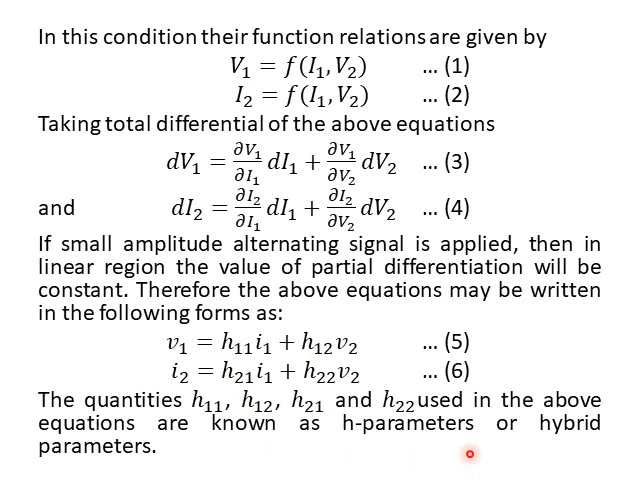 In this condition their function relations are given by
V₁ = f(I₁, V₂) … (1)
I₂ = f(I₁, V₂) … (2)
Taking total differential of the above equations
dV₁ = ∂V₁/∂I₁ dI₁ + ∂V₁/∂V₂ dV₂ … (3)
and dI₂ = ∂I₂/∂I₁ dI₁ + ∂I₂/∂V₂ dV₂ … (4)
If small amplitude alternating signal is applied, then in
linear region the value of partial differentiation will be
constant. Therefore the above equations may be written
in the following forms as:
v₁ = h₁₁i₁ + h₁₂v₂ … (5)
i₂ = h₂₁i₁ + h₂₂v₂ … (6)
The quantities h₁₁, h₁₂, h₂₁ and h₂₂ used in the above
equations are known as h-parameters or hybrid
parameters.